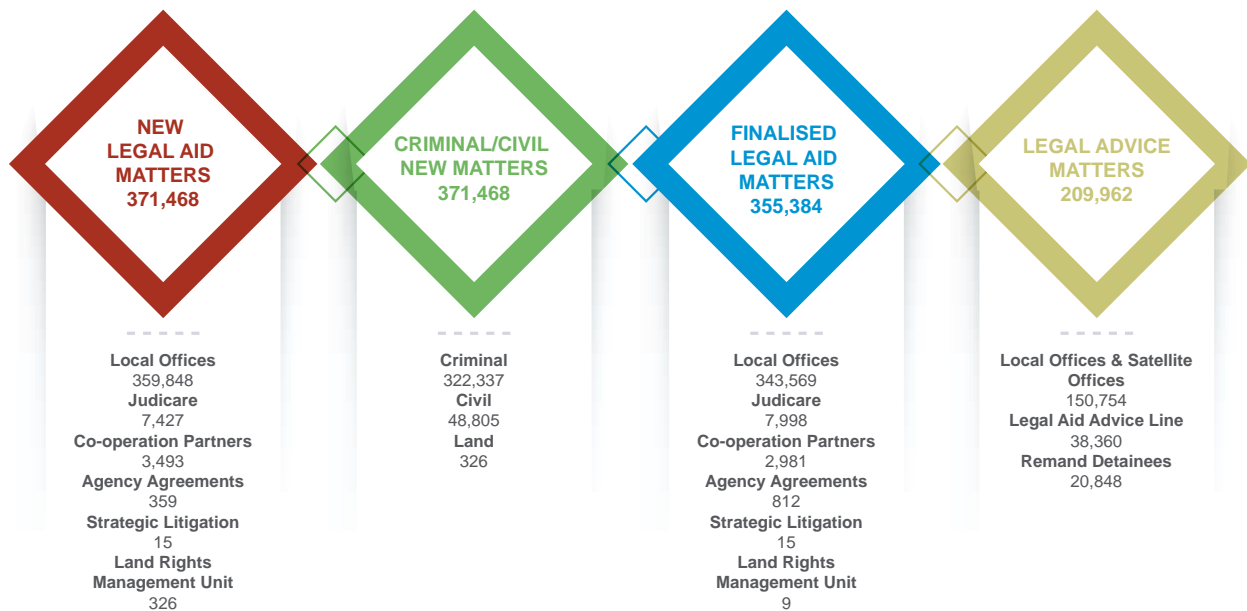 NEW
LEGAL AID
MATTERS
371,468
Local Offices
359,848
Judicare
7,427
Co-operation Partners
3,493
Agency Agreements
359
Strategic Litigation
15
Land Rights
Management Unit
326
CRIMINAL/CIVIL
NEW MATTERS
371,468
Criminal
322,337
Civil
48,805
Land
326
FINALISED
LEGAL AID
MATTERS
355,384
Local Offices
343,569
Judicare
7,998
Co-operation Partners
2,981
Agency Agreements
812
Strategic Litigation
15
Land Rights
Management Unit
9
LEGAL ADVICE
MATTERS
209,962
Local Offices & Satellite
Offices
150,754
Legal Aid Advice Line
38,360
Remand Detainees
20,848